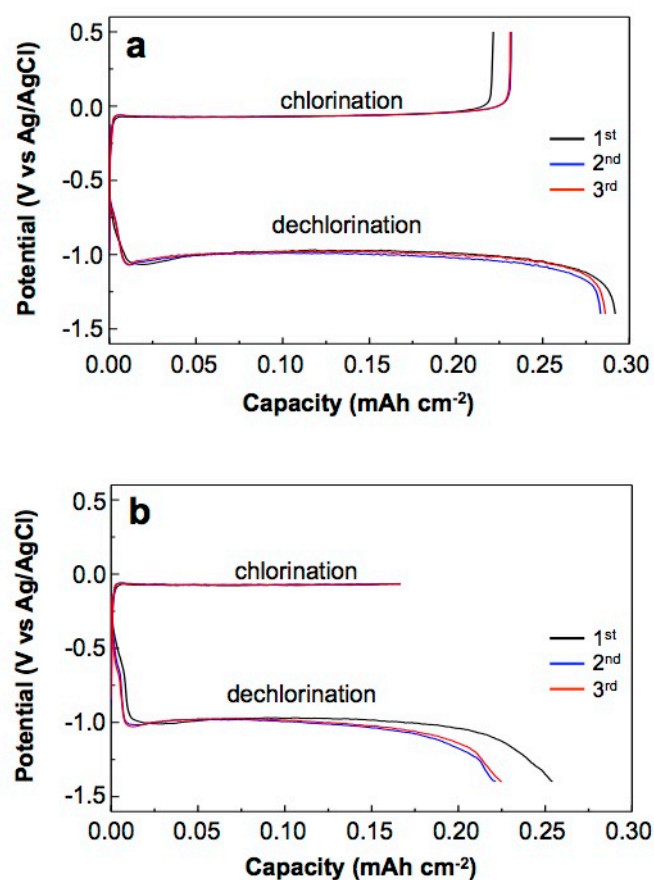 a
0.5
0.0
-0.5
-1.0
-1.5
Potential (V vs Ag/AgCl)
chlorination
dechlorination
1st
2nd
3rd
0.00 0.05 0.10 0.15 0.20 0.25 0.30
Capacity (mAh cm-2)
b
0.5
0.0
-0.5
-1.0
-1.5
Potential (V vs Ag/AgCl)
chlorination
dechlorination
1st
2nd
3rd
0.00 0.05 0.10 0.15 0.20 0.25 0.30
Capacity (mAh cm-2)